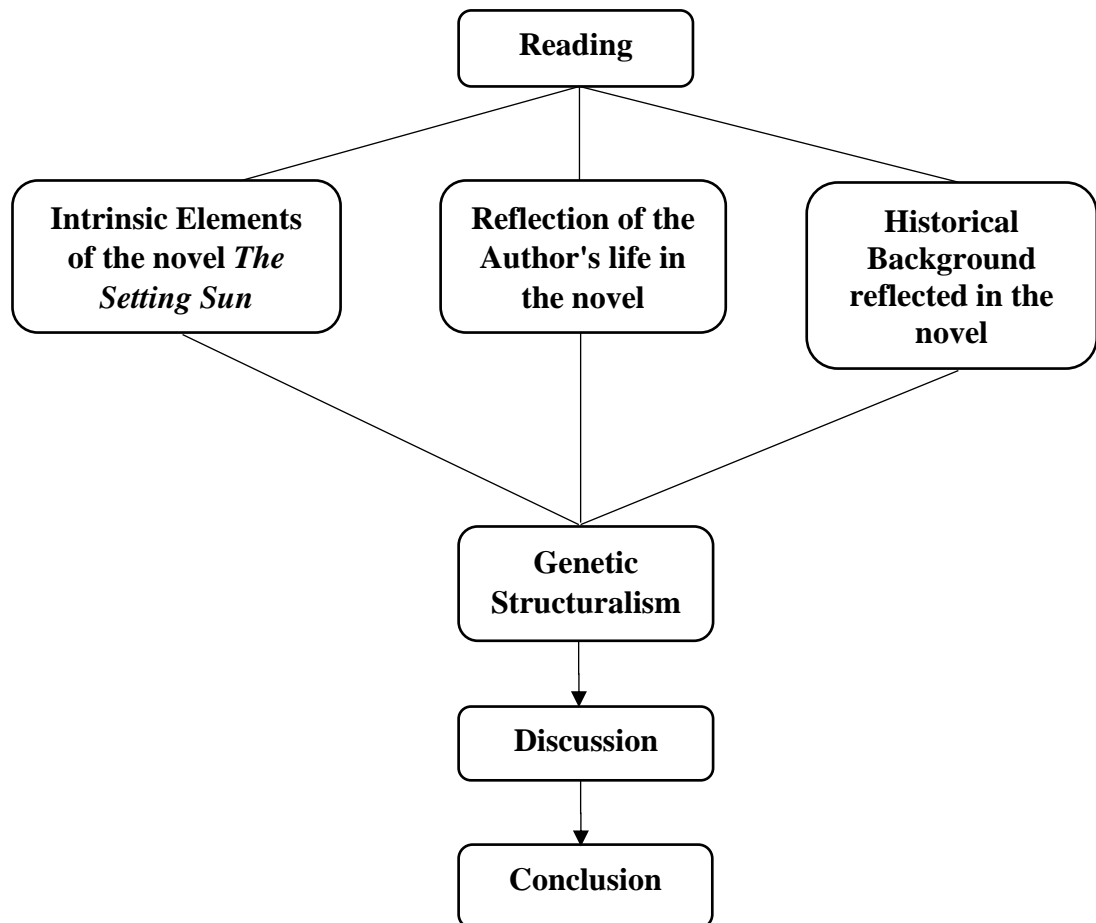 Reading
Intrinsic Elements
of the novel The
Setting Sun
Reflection of the
Author's life in
the novel
Historical
Background
reflected in the
novel
Genetic
Structuralism
Discussion
Conclusion